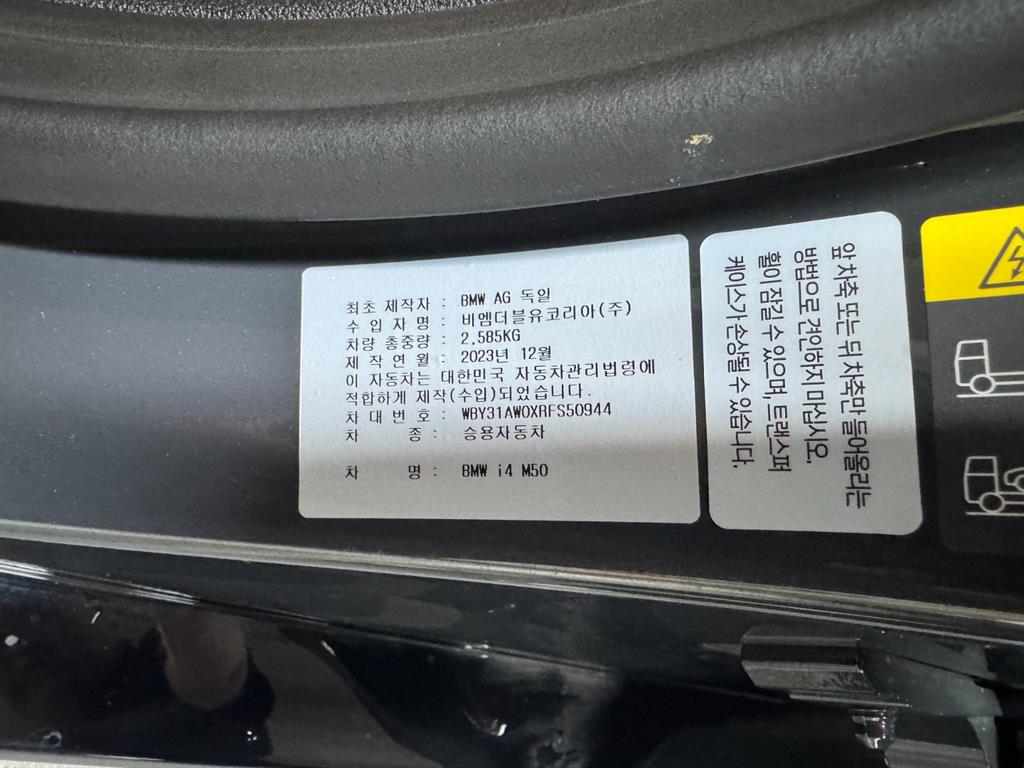 최초 제작자 : BMW AG 독일
수 입 자 명 : 비엠더블유코리아(주)
차량 총중량 : 2,585KG
제 작 연 월 : 2023년 12월
이 자동차는 대한민국 자동차관리법령에
적합하게 제작(수입)되었습니다.
차 대 번 호 : WBY31AW0XRFS50944
차 종 : 승용자동차
차 명 : BMW i4 M50
앞 차축 또는 뒤 차축만 들어올리는
방법으로 견인하지 마십시오.
휠이 잠길 수 있으며, 트랜스퍼
케이스가 손상될 수 있습니다.